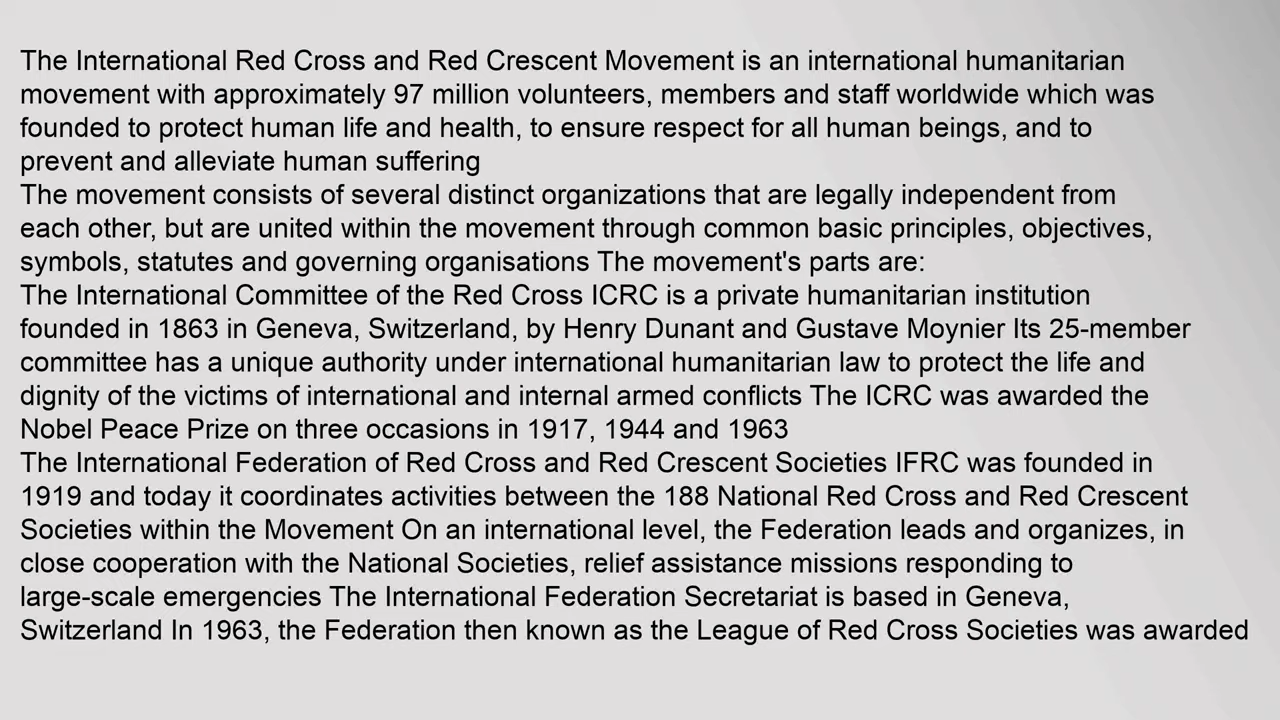 The International Red Cross and Red Crescent Movement is an international humanitarian
movement with approximately 97 million volunteers, members and staff worldwide which was
founded to protect human life and health, to ensure respect for all human beings, and to
prevent and alleviate human suffering
The movement consists of several distinct organizations that are legally independent from
each other, but are united within the movement through common basic principles, objectives,
symbols, statutes and governing organisations The movement's parts are:
The International Committee of the Red Cross ICRC is a private humanitarian institution
founded in 1863 in Geneva, Switzerland, by Henry Dunant and Gustave Moynier Its 25-member
committee has a unique authority under international humanitarian law to protect the life and
dignity of the victims of international and internal armed conflicts The ICRC was awarded the
Nobel Peace Prize on three occasions in 1917, 1944 and 1963
The International Federation of Red Cross and Red Crescent Societies IFRC was founded in
1919 and today it coordinates activities between the 188 National Red Cross and Red Crescent
Societies within the Movement On an international level, the Federation leads and organizes, in
close cooperation with the National Societies, relief assistance missions responding to
large-scale emergencies The International Federation Secretariat is based in Geneva,
Switzerland In 1963, the Federation then known as the League of Red Cross Societies was awarded